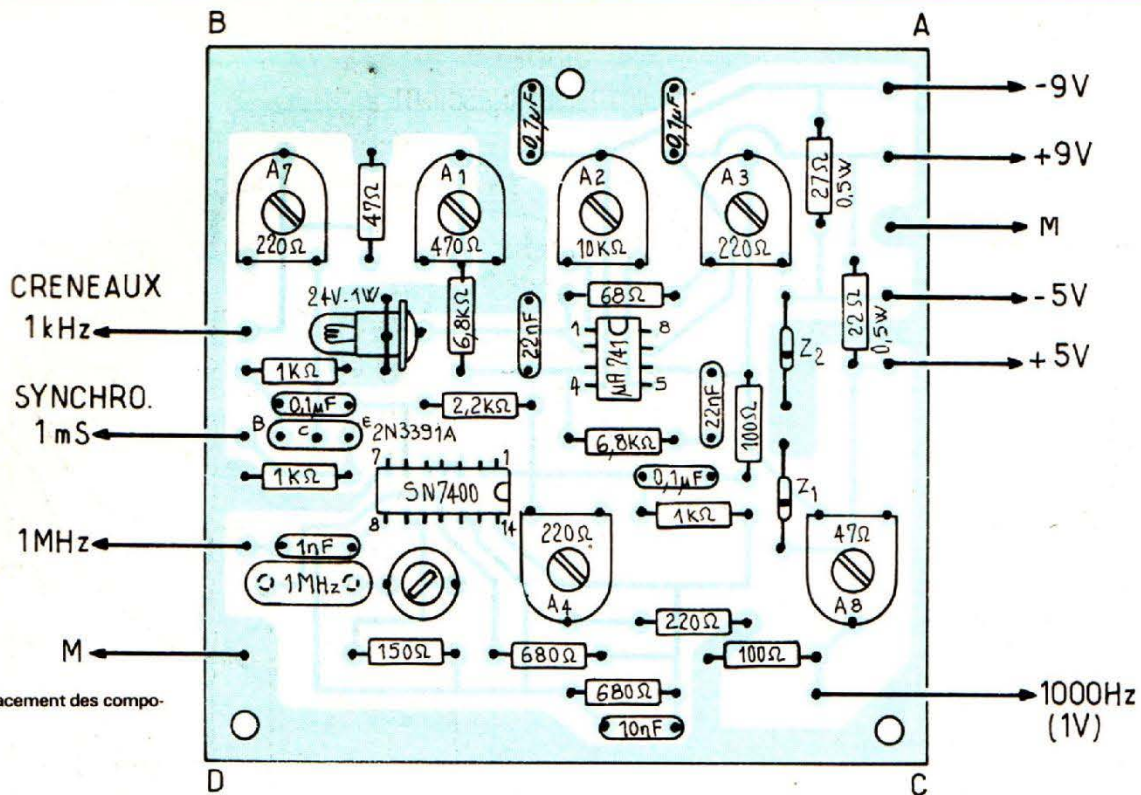 B
A
-9V
+9V
M
-5V
+5V
0,1µF
0,1µF
27Ω
0,5W
A7
220Ω
47Ω
A1
470Ω
A2
10KΩ
A3
220Ω
CRENEAUX
1kHz
24V-1W
6,8KΩ
22nF
68Ω
1
8
µA741
4
5
Z2
22Ω
0,5W
1KΩ
SYNCHRO.
1mS
0,1µF
B
C
E
2N3391A
2,2KΩ
6,8KΩ
22nF
100Ω
1KΩ
7
1
SN7400
8
14
0,1µF
1KΩ
Z1
1MHz
1nF
1MHz
220Ω
A4
47Ω
A8
M
150Ω
680Ω
220Ω
100Ω
680Ω
10nF
1000Hz
(1V)
acement des compo-
D
C